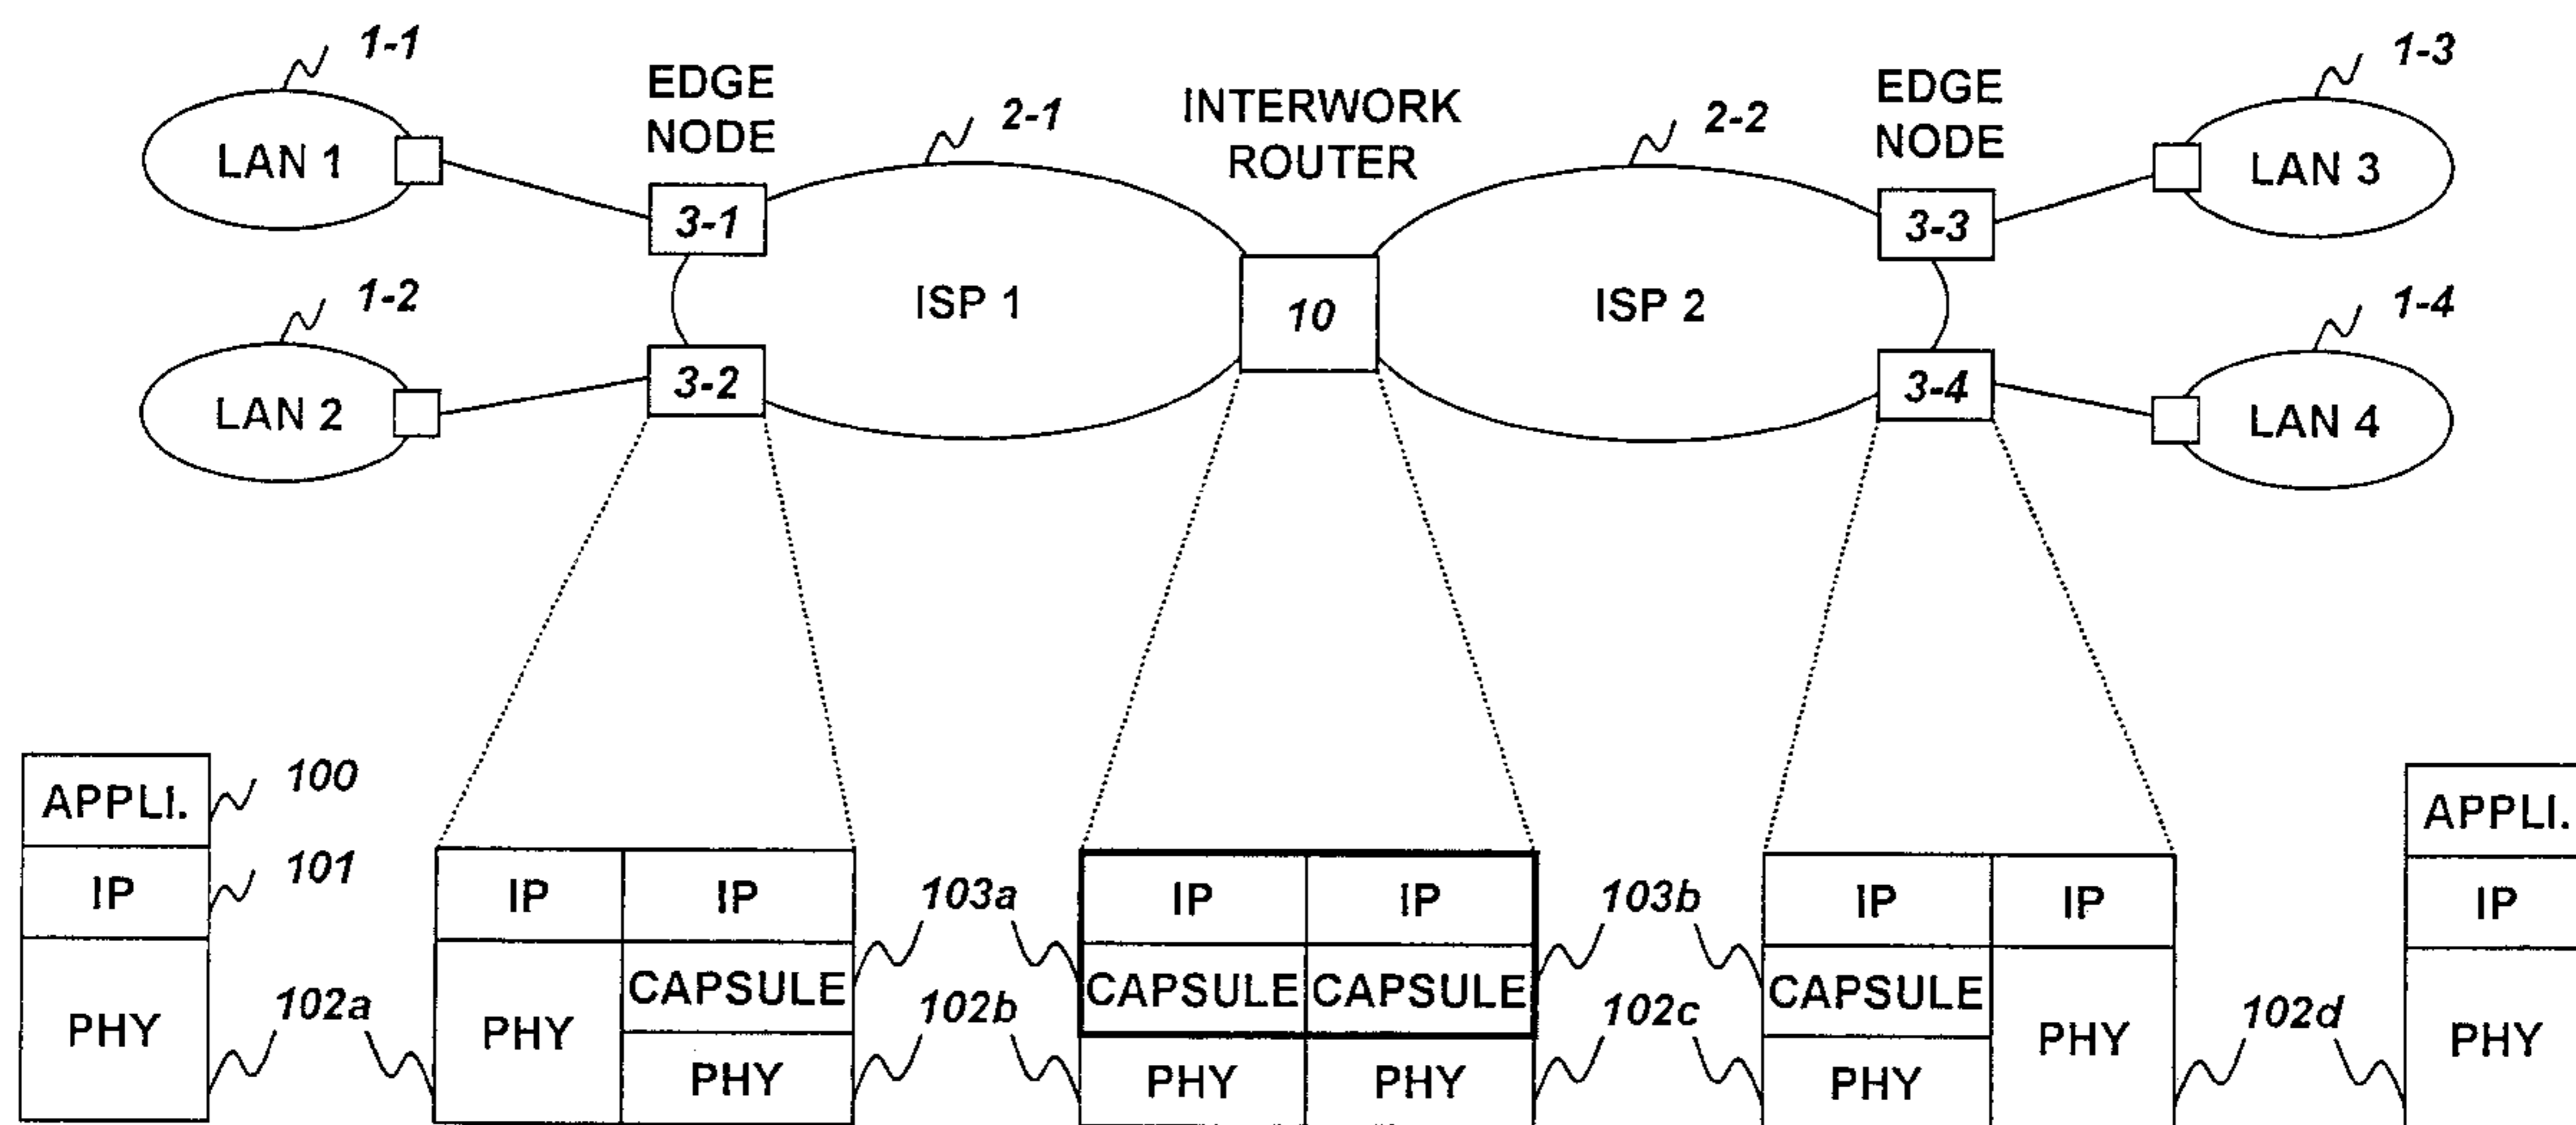 1-1
1-3
EDGE
NODE
2-1
INTERWORK
ROUTER
2-2
EDGE
NODE
LAN 1
LAN 3
3-1
3-3
1-2
ISP 1
10
ISP 2
1-4
LAN 2
3-2
3-4
LAN 4
APPLI.
100
APPLI.
IP
101
IP
IP
103a
IP
IP
103b
IP
IP
IP
PHY
102a
PHY
CAPSULE
102b
CAPSULE
CAPSULE
102c
CAPSULE
PHY
102d
PHY
PHY
PHY
PHY
PHY